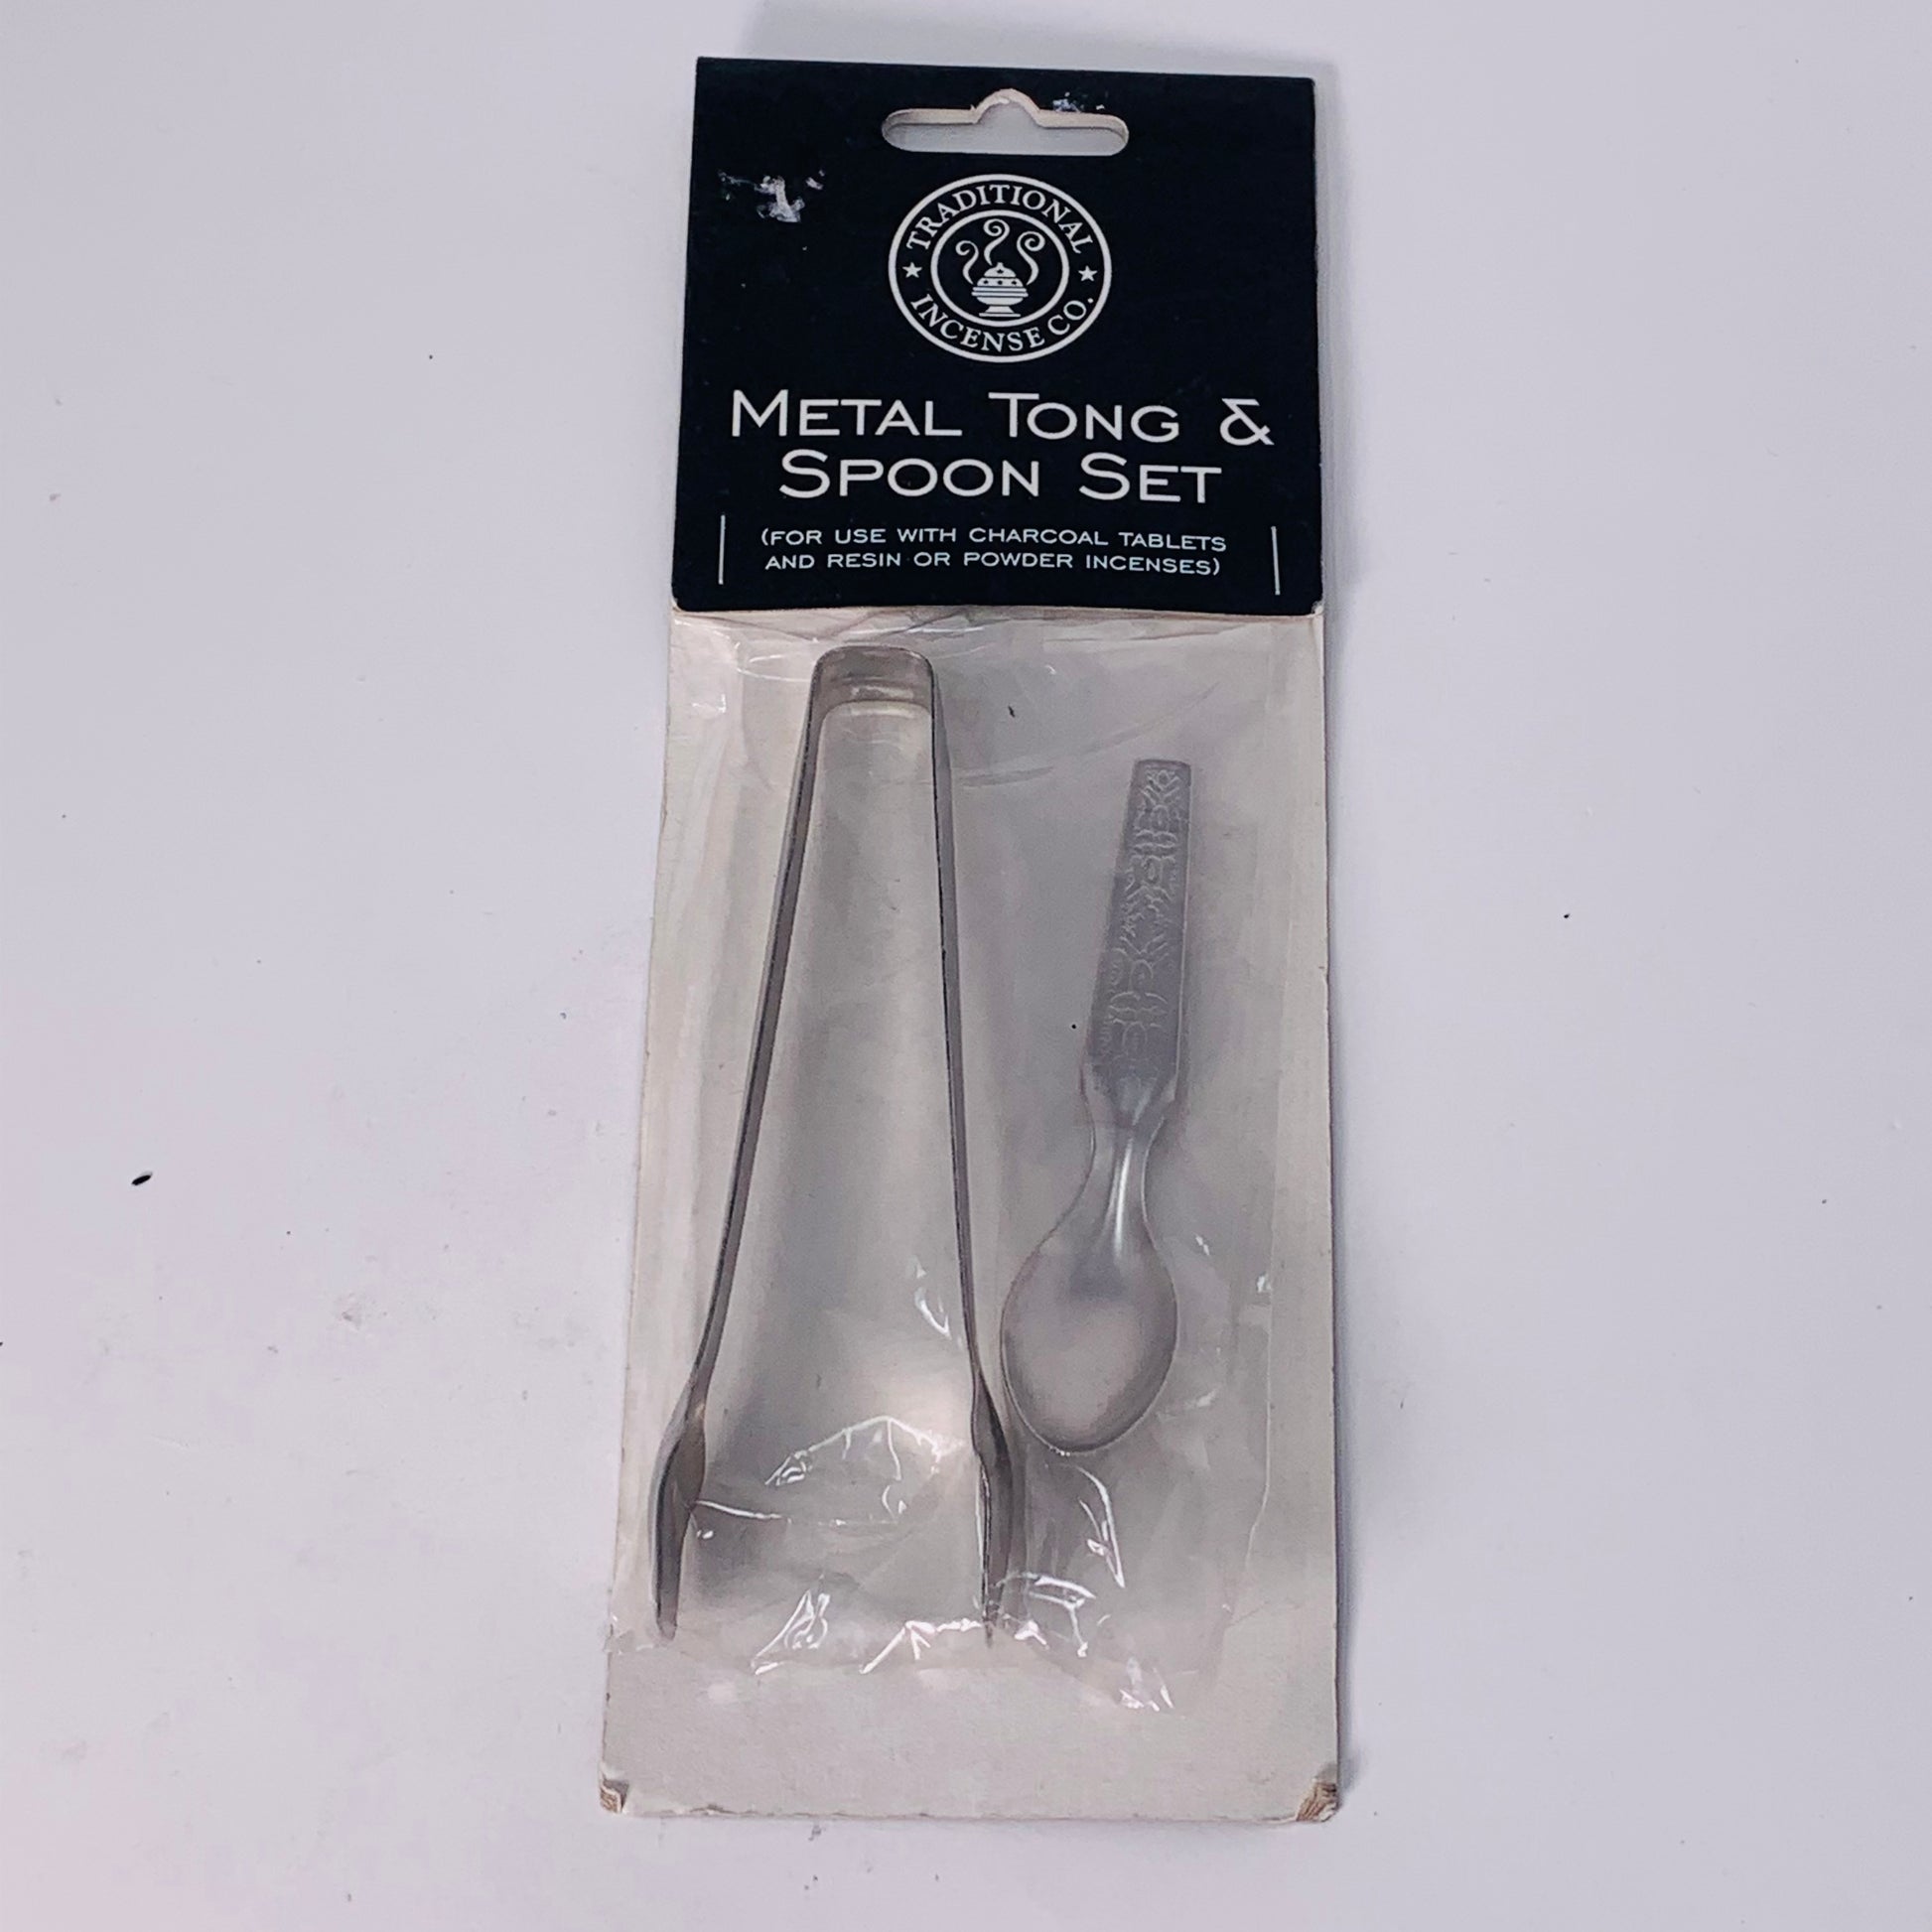 TRADITIONAL
INCENSE CO.
METAL TONG &
SPOON SET
(FOR USE WITH CHARCOAL TABLETS
AND RESIN OR POWDER INCENSES)